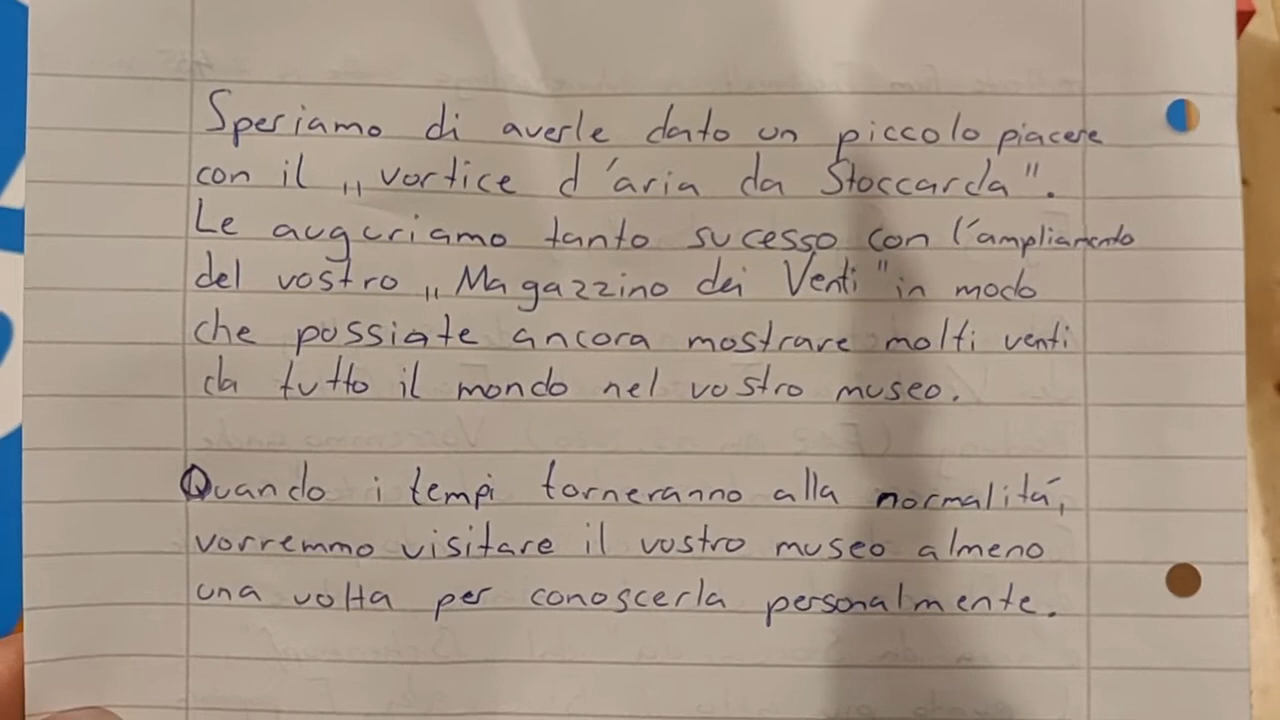 Speriamo di averle dato un piccolo piacere
con il „vortice d'aria da Stoccarda".
Le auguriamo tanto sucesso con l'ampliamento
del vostro „Magazzino dei Venti" in modo
che possiate ancora mostrare molti venti
da tutto il mondo nel vostro museo.
Quando i tempi torneranno alla normalitá,
vorremmo visitare il vostro museo almeno
una volta per conoscerla personalmente.